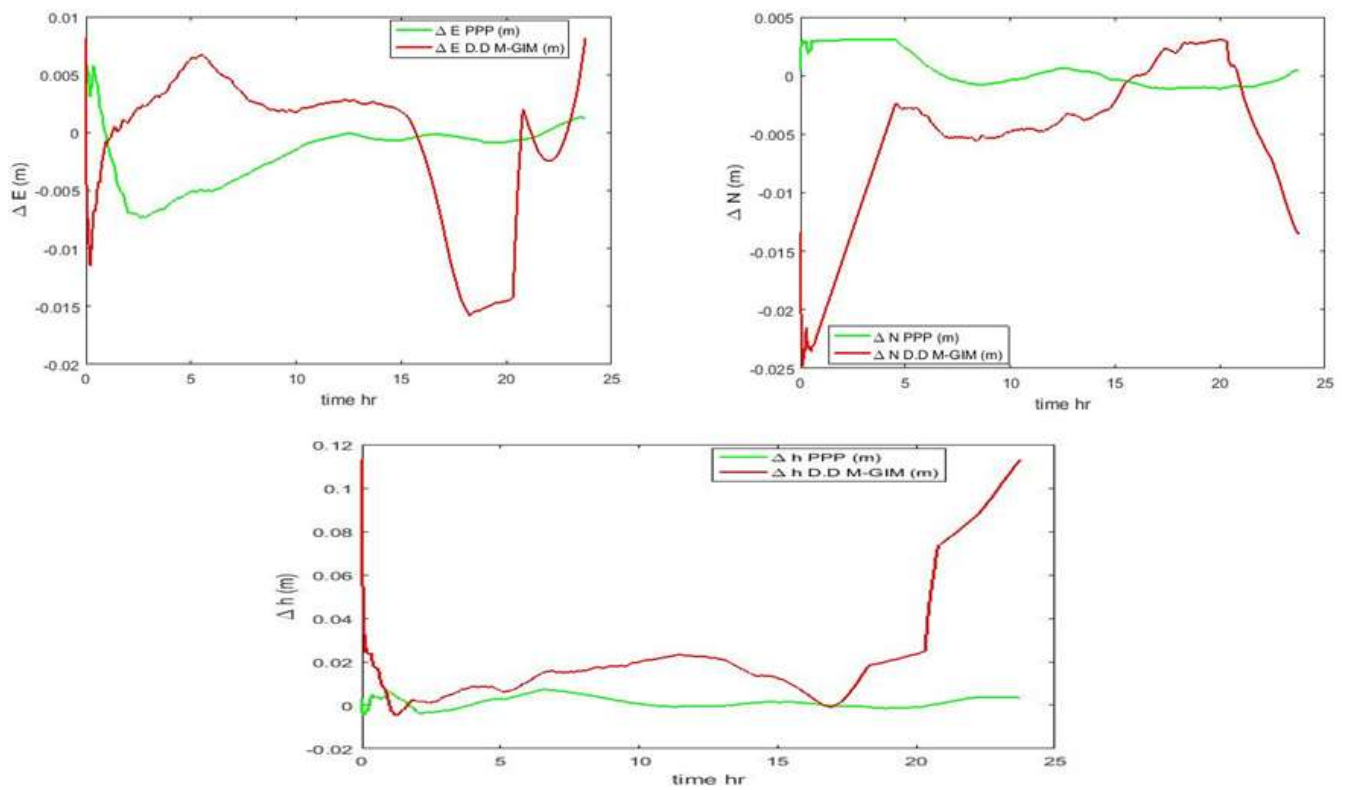 0.01
0.005
0
-0.005
-0.01
-0.015
-0.02
Δ E (m)
Δ E PPP (m)
Δ E D.D M-GIM (m)
0 5 10 15 20 25
time hr
0.005
0
-0.005
-0.01
-0.015
-0.02
-0.025
Δ N (m)
Δ N PPP (m)
Δ N D.D M-GIM (m)
0 5 10 15 20 25
time hr
0.12
0.1
0.08
0.06
0.04
0.02
0
-0.02
Δ h (m)
Δ h PPP (m)
Δ h D.D M-GIM (m)
0 5 10 15 20 25
time hr